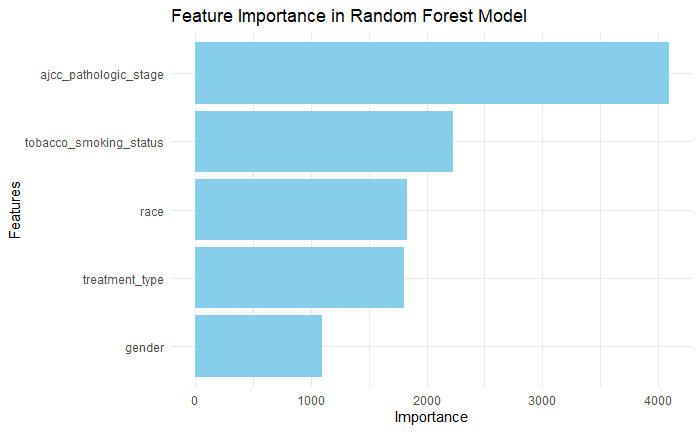 Feature Importance in Random Forest Model
Features
ajcc_pathologic_stage
tobacco_smoking_status
race
treatment_type
gender
0 1000 2000 3000 4000
Importance